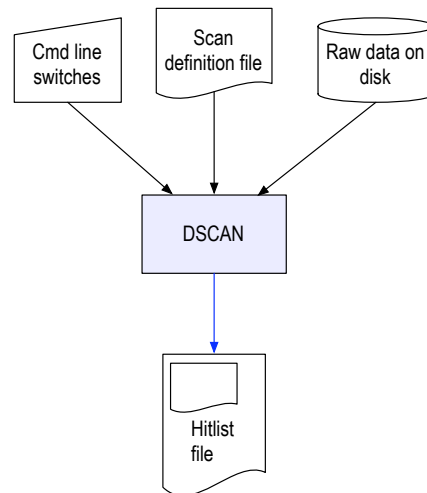 Cmd line
switches
Scan
definition file
Raw data on
disk
DSCAN
Hitlist
file